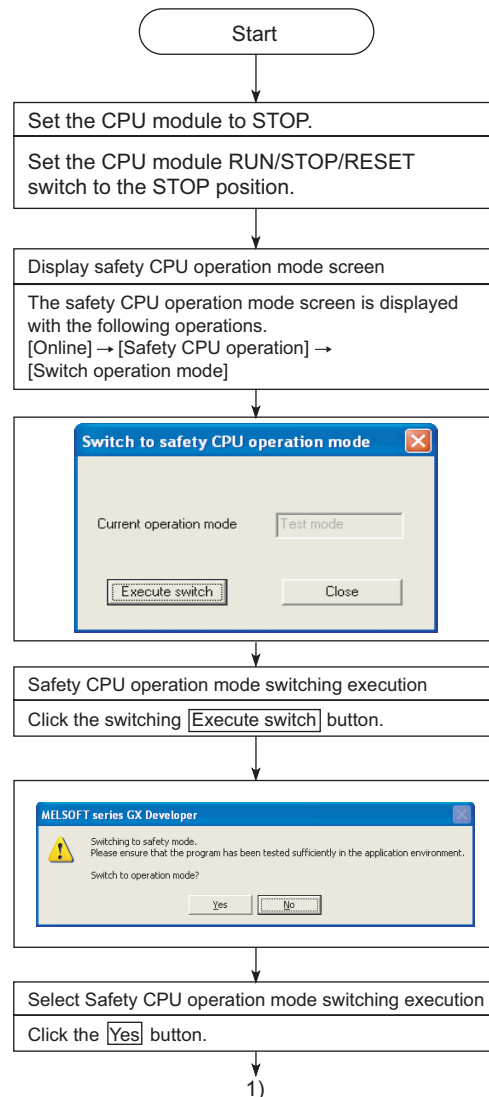 Start
Set the CPU module to STOP.
Set the CPU module RUN/STOP/RESET
switch to the STOP position.
Display safety CPU operation mode screen
The safety CPU operation mode screen is displayed
with the following operations.
[Online] → [Safety CPU operation] →
[Switch operation mode]
Switch to safety CPU operation mode
Current operation mode Test mode
Execute switch Close
Safety CPU operation mode switching execution
Click the switching Execute switch button.
MELSOFT series GX Developer
Switching to safety mode.
Please ensure that the program has been tested sufficiently in the application environment.
Switch to operation mode?
Yes No
Select Safety CPU operation mode switching execution
Click the Yes button.
1)